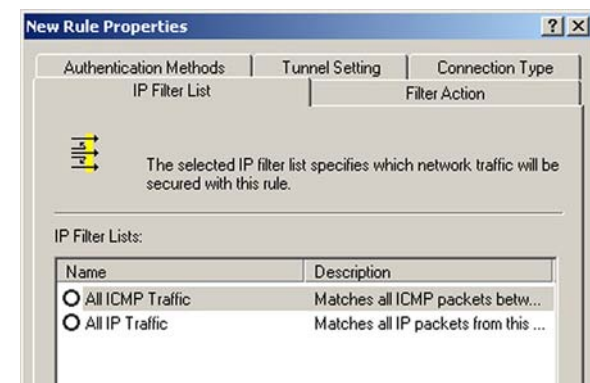 New Rule Properties
Authentication Methods Tunnel Setting Connection Type
IP Filter List Filter Action
The selected IP filter list specifies which network traffic will be
secured with this rule.
IP Filter Lists:
Name Description
All ICMP Traffic Matches all ICMP packets betw...
All IP Traffic Matches all IP packets from this ...